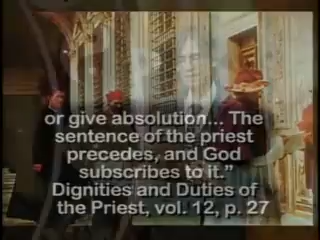 or give absolution... The
sentence of the priest
precedes, and God
subscribes to it.”
Dignities and Duties of
the Priest, vol. 12, p. 27